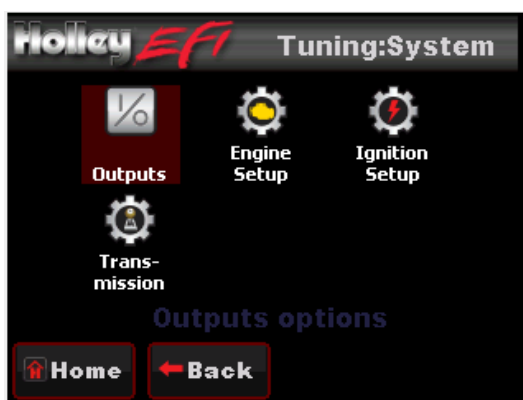 Holley EFI Tuning:System
I/O
Outputs
Engine
Setup
Ignition
Setup
Trans-
mission
Outputs options
H Home
Back